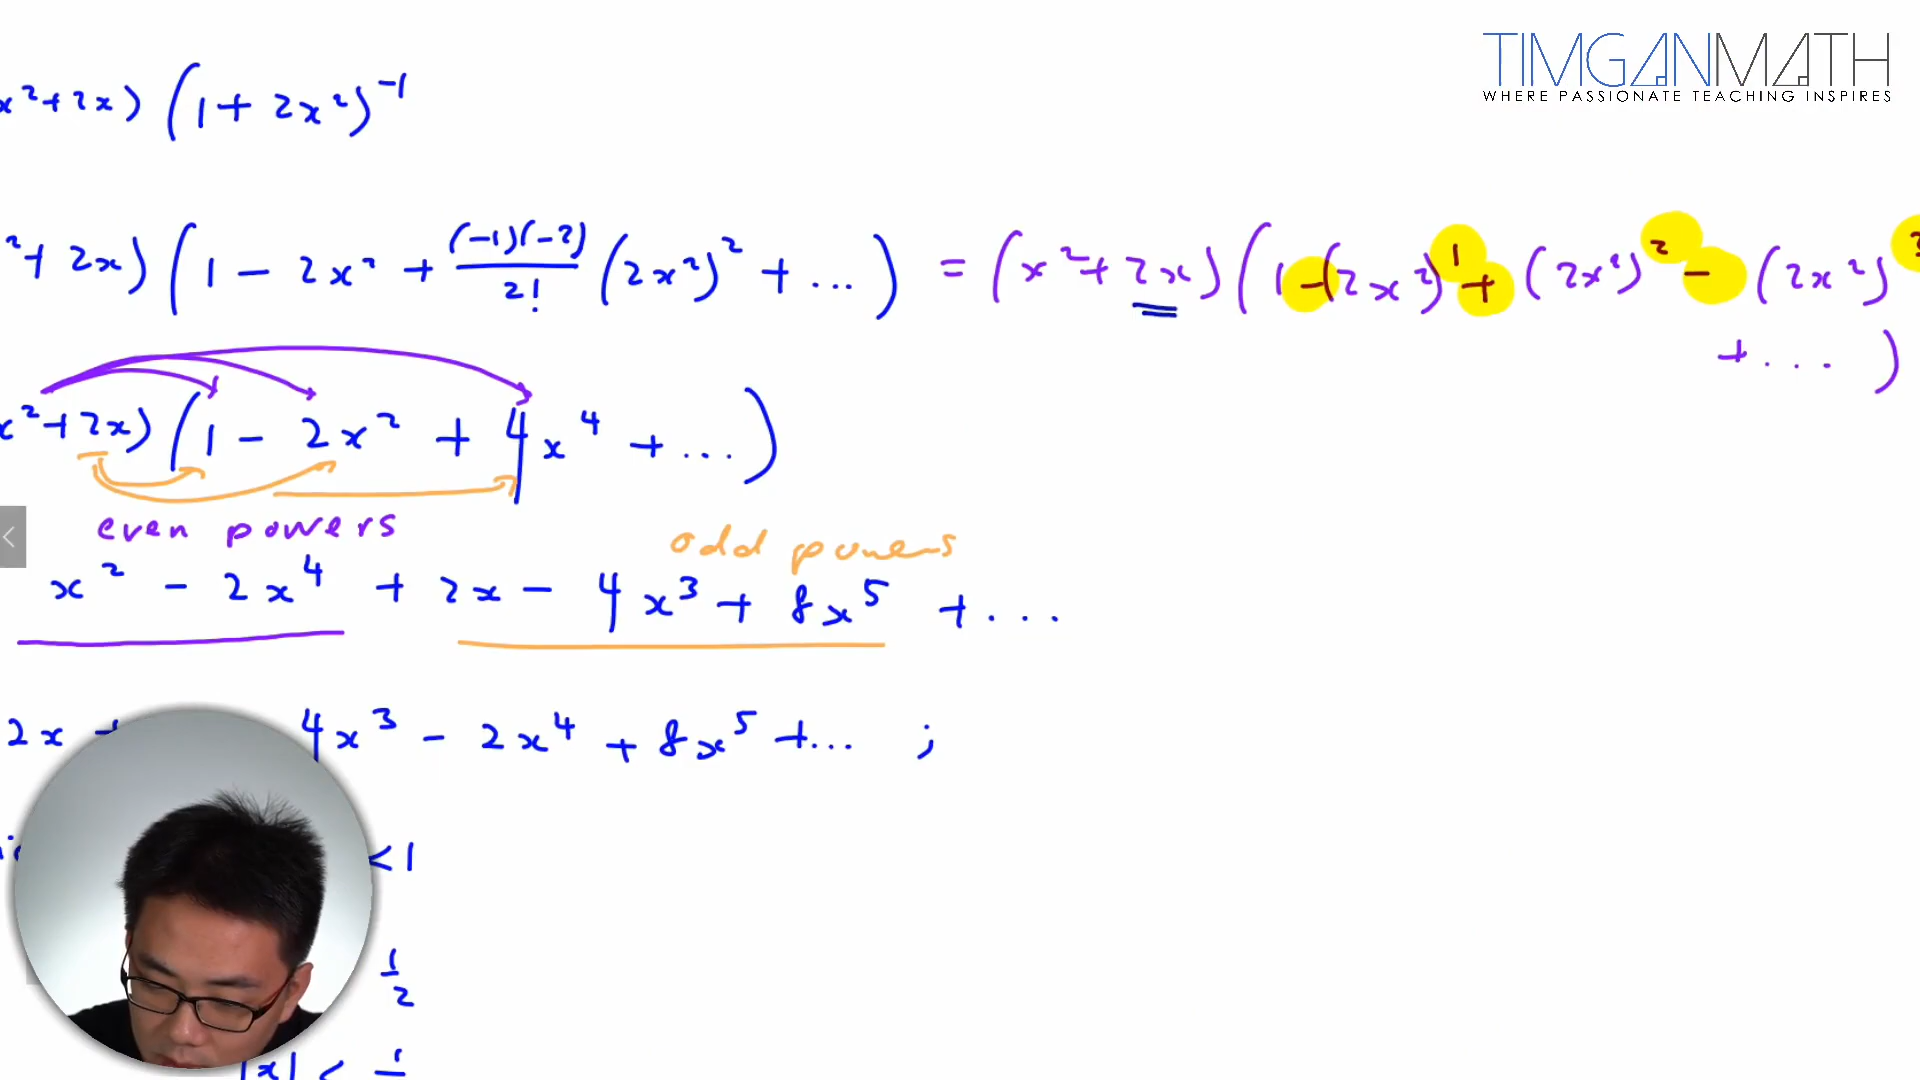 TIMGANMATH
WHERE PASSIONATE TEACHING INSPIRES
x²+2x) (1 + 2x²)⁻¹
²+ 2x) (1 − 2x² + (-1)(-2)/2! (2x²)² + ...) = (x²+2x) (1 −(2x²)¹ + (2x²)² − (2x²)³
+ ... )
x²+2x) (1 − 2x² + 4x⁴ + ...)
even powers
odd powers
x² − 2x⁴ + 2x − 4x³ + 8x⁵ + ...
2x + 4x³ − 2x⁴ + 8x⁵ + ... ;
< 1
1/2
|x| < 1